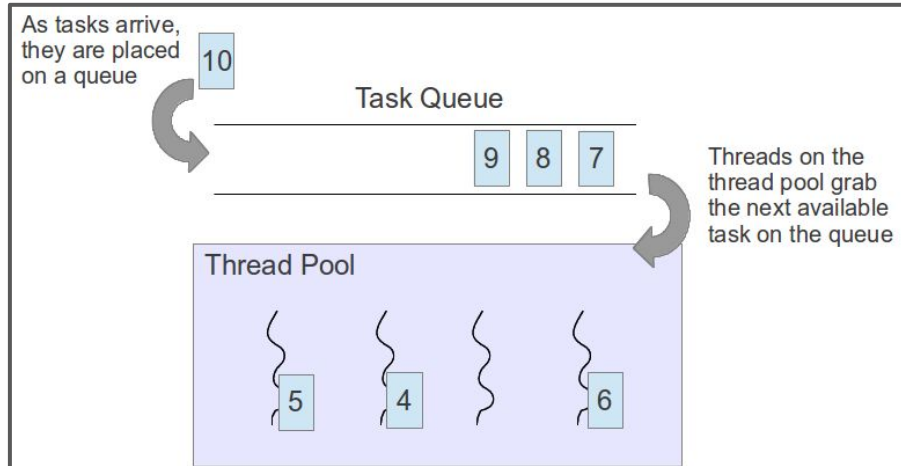 As tasks arrive,
they are placed
on a queue
10
Task Queue
9 8 7
Threads on the
thread pool grab
the next available
task on the queue
Thread Pool
5 4 6